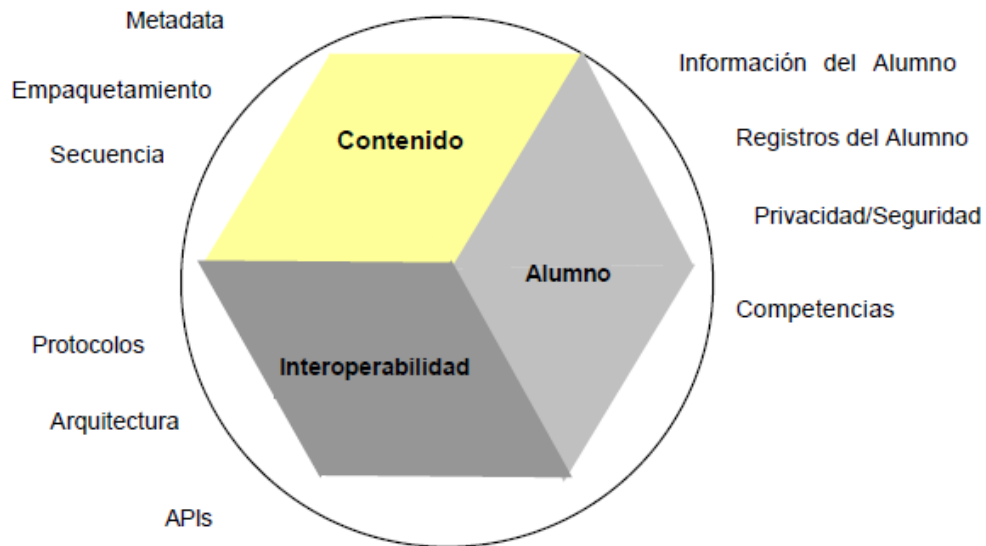 Metadata
Empaquetamiento
Secuencia
Contenido
Información del Alumno
Registros del Alumno
Privacidad/Seguridad
Alumno
Competencias
Protocolos
Interoperabilidad
Arquitectura
APIs